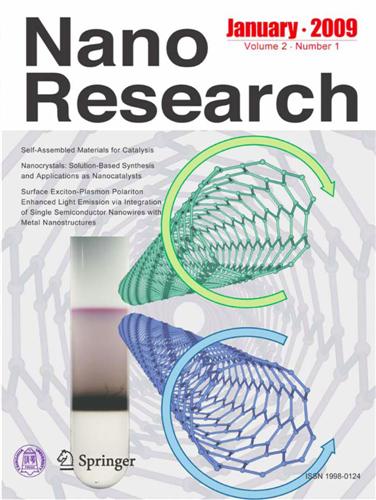 Nano
January · 2009
Volume 2 · Number 1
Research
Self-Assembled Materials for Catalysis
Nanocrystals: Solution-Based Synthesis
and Applications as Nanocatalysts
Surface Exciton-Plasmon Polariton
Enhanced Light Emission via Integration
of Single Semiconductor Nanowires with
Metal Nanostructures
Springer
ISSN 1998-0124